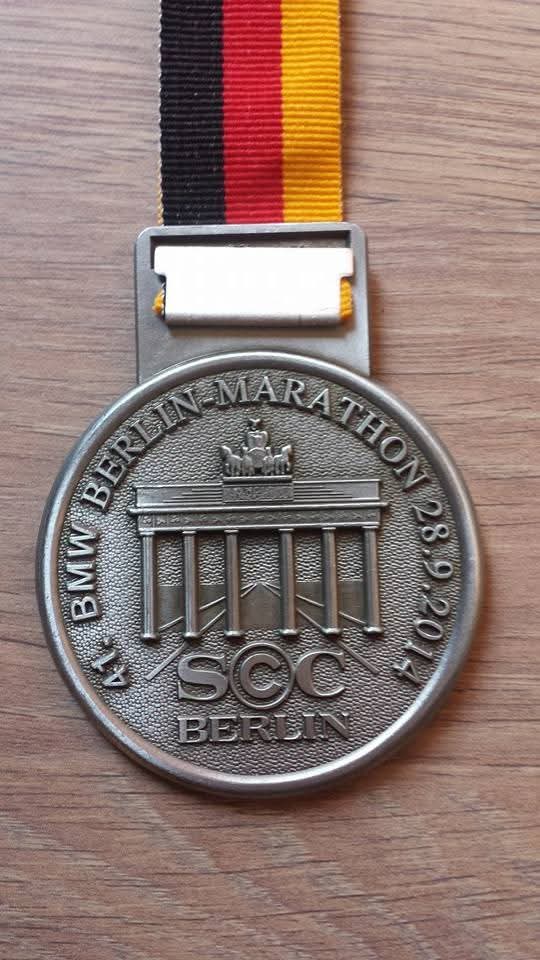 41. BMW BERLIN-MARATHON 28.9.2014
SCC
BERLIN